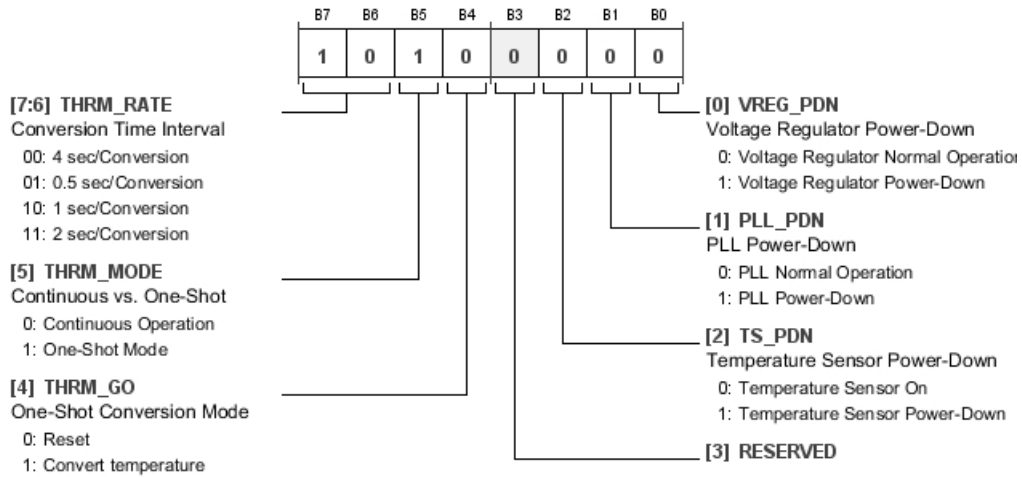 B7 B6 B5 B4 B3 B2 B1 B0
1 0 1 0 0 0 0 0
[7:6] THRM_RATE
Conversion Time Interval
00: 4 sec/Conversion
01: 0.5 sec/Conversion
10: 1 sec/Conversion
11: 2 sec/Conversion
[5] THRM_MODE
Continuous vs. One-Shot
0: Continuous Operation
1: One-Shot Mode
[4] THRM_GO
One-Shot Conversion Mode
0: Reset
1: Convert temperature
[0] VREG_PDN
Voltage Regulator Power-Down
0: Voltage Regulator Normal Operation
1: Voltage Regulator Power-Down
[1] PLL_PDN
PLL Power-Down
0: PLL Normal Operation
1: PLL Power-Down
[2] TS_PDN
Temperature Sensor Power-Down
0: Temperature Sensor On
1: Temperature Sensor Power-Down
[3] RESERVED